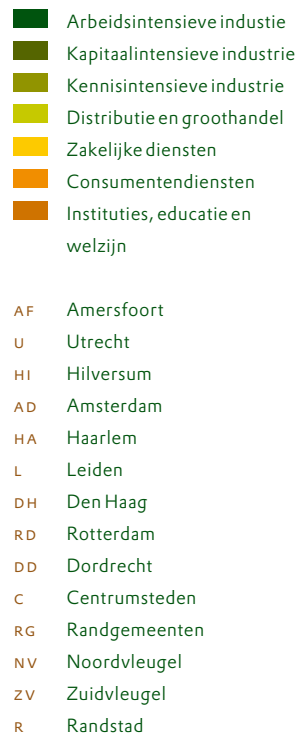 Arbeidsintensieve industie
Kapitaalintensieve industrie
Kennisintensieve industrie
Distributie en groothandel
Zakelijke diensten
Consumentendiensten
Instituties, educatie en
welzijn
AF Amersfoort
U Utrecht
HI Hilversum
AD Amsterdam
HA Haarlem
L Leiden
DH Den Haag
RD Rotterdam
DD Dordrecht
C Centrumsteden
RG Randgemeenten
NV Noordvleugel
ZV Zuidvleugel
R Randstad